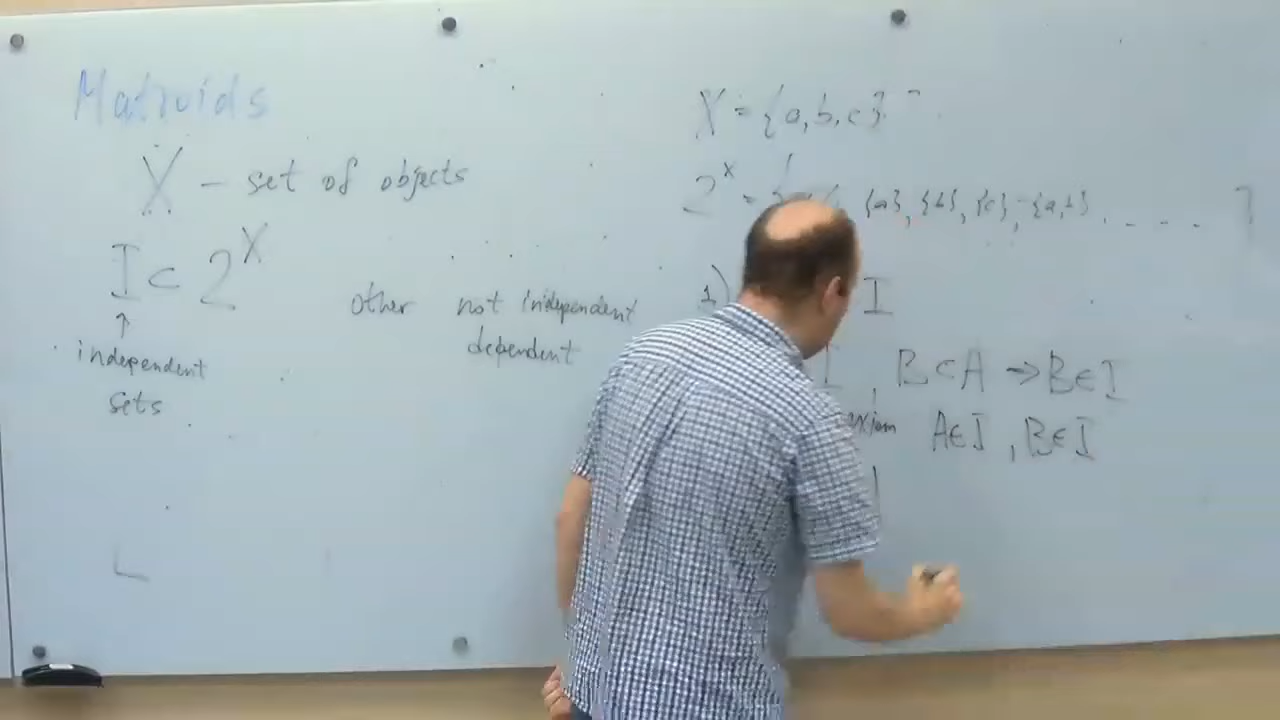 Matroids
X – set of objects
I ⊂ 2^X
↑
independent
sets
other not independent
dependent
X = {a,b,c}
2^X = { {a}, {b}, {c}, {a,b}, - - - }
1) I
I , B⊂A → B∈I
axiom A∈I , B∈I